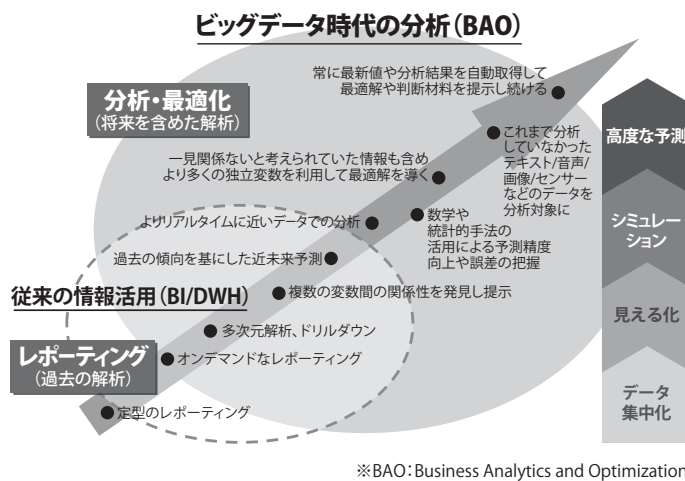 ビッグデータ時代の分析(BAO)
常に最新値や分析結果を自動取得して
最適解や判断材料を提示し続ける
分析・最適化
(将来を含めた解析)
高度な予測
これまで分析
していなかった
テキスト/音声/
画像/センサー
などのデータを
分析対象に
一見関係ないと考えられていた情報も含め
より多くの独立変数を利用して最適解を導く
シミュレー
ション
よりリアルタイムに近いデータでの分析
数学や
統計的手法の
活用による予測精度
向上や誤差の把握
過去の傾向を基にした近未来予測
従来の情報活用(BI/DWH)
複数の変数間の関係性を発見し提示
見える化
多次元解析、ドリルダウン
レポーティング
(過去の解析)
オンデマンドなレポーティング
データ
集中化
定型のレポーティング
※BAO:Business Analytics and Optimization